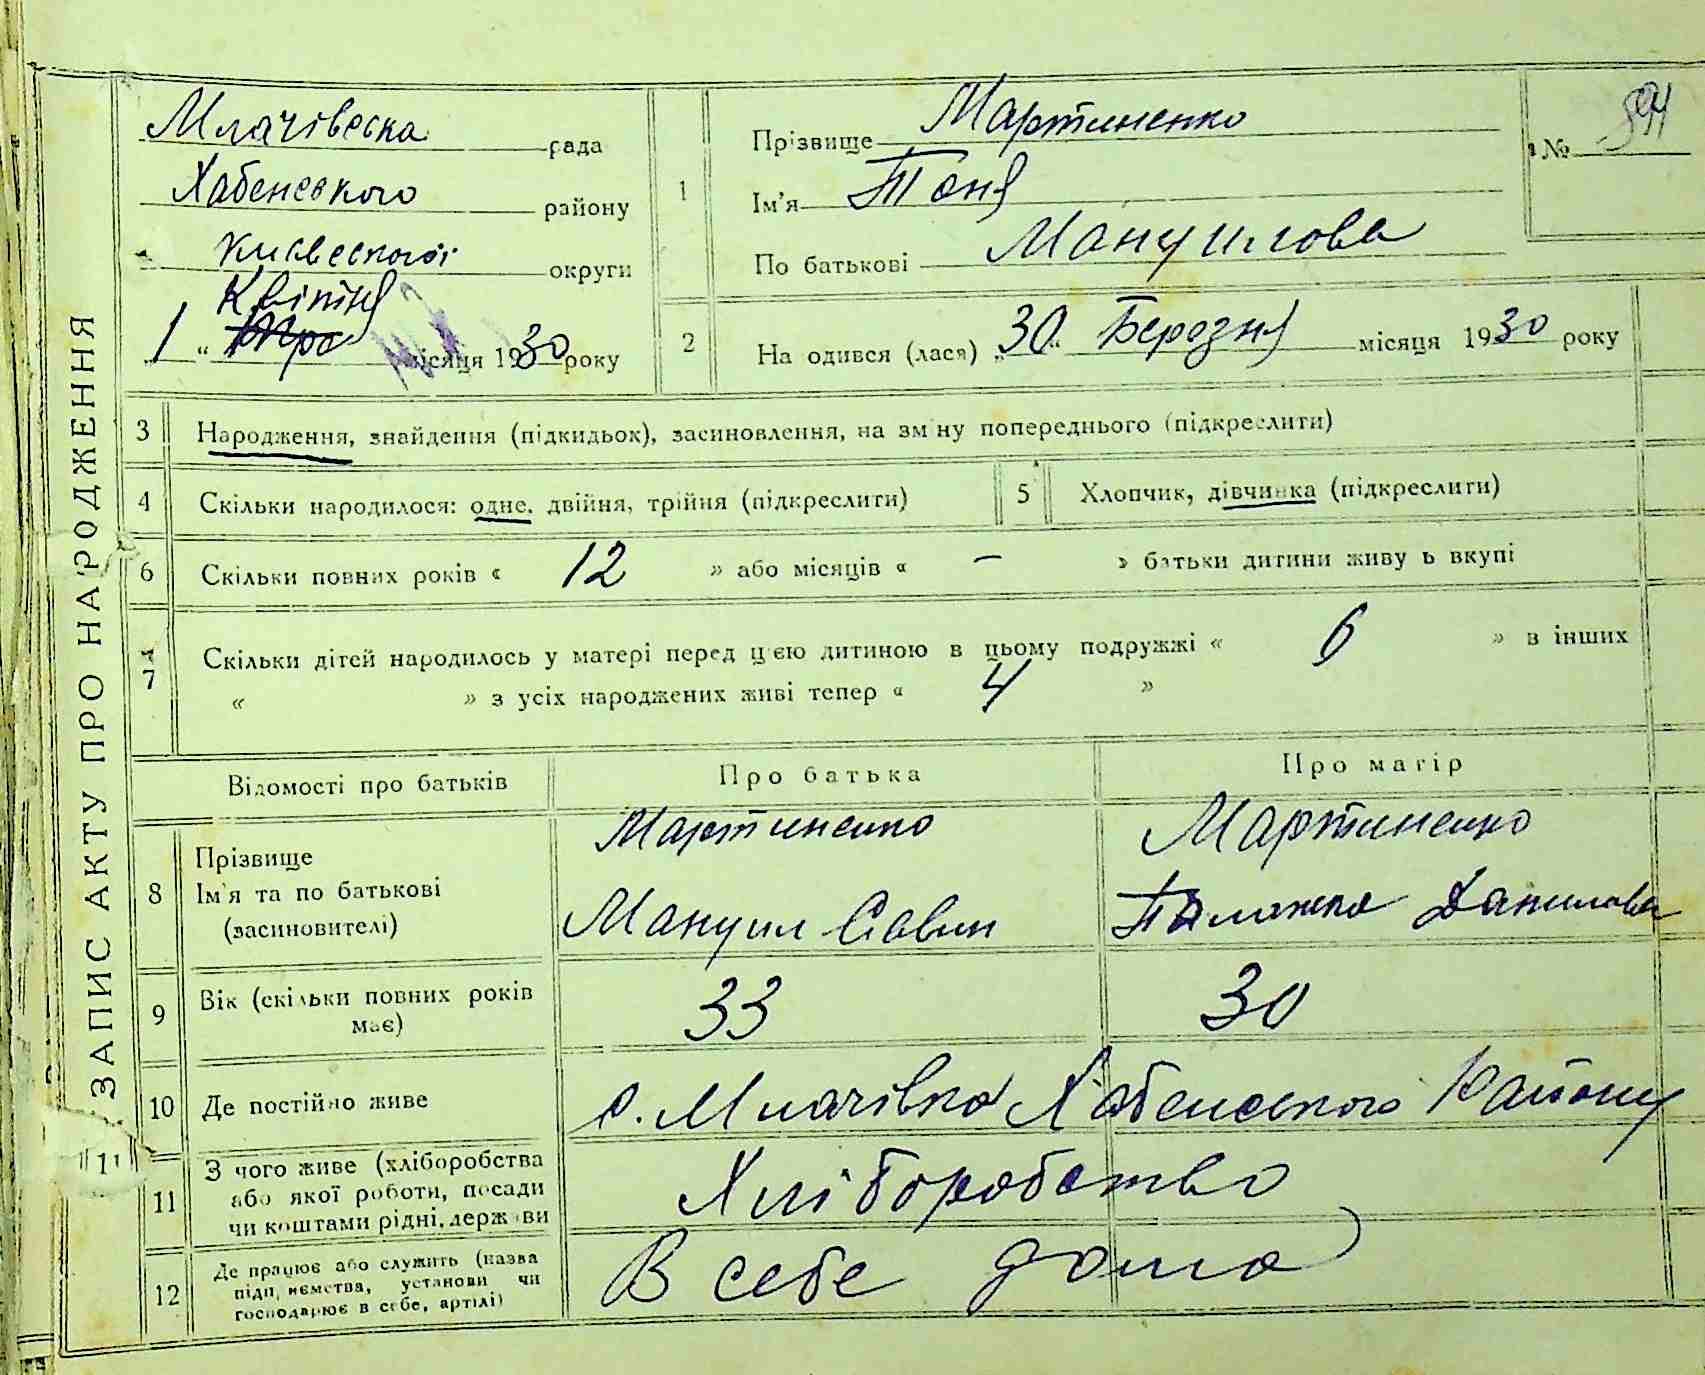 ЗАПИС АКТУ ПРО НАРОДЖЕННЯ
Млачівська рада
Хабенського району
Київської округи
Квітня
"1" місяця 1930 року
1
Прізвище Мартиненко
Ім'я Тоня
По батькові Мануилова
№
2
Народився (лася) "30" Березня місяця 1930 року
3 Народження, знайдення (підкидьок), засиновлення, на зміну попереднього (підкреслити)
4 Скільки народилося: одне, двійня, трійня (підкреслити)
5 Хлопчик, дівчинка (підкреслити)
6 Скільки повних років « 12 » або місяців « – » батьки дитини живуть вкупі
7 Скільки дітей народилось у матері перед цією дитиною в цьому подружжі « 6 » в інших
« » з усіх народжених живі тепер « 4 »
Відомості про батьків Про батька Про матір
8 Прізвище
Ім'я та по батькові
(засиновителі)
Мартиненко
Мануил Савин
Мартиненко
Палажка Данилова
9 Вік (скільки повних років
має)
33 30
10 Де постійно живе с. Млачівка Хабенського Району
11 З чого живе (хліборобства
або якої роботи, посади
чи коштами рідні, держави
Хліборобство
12 Де працює або служить (назва
підприємства, установи чи
господарює в себе, артілі)
В себе дома